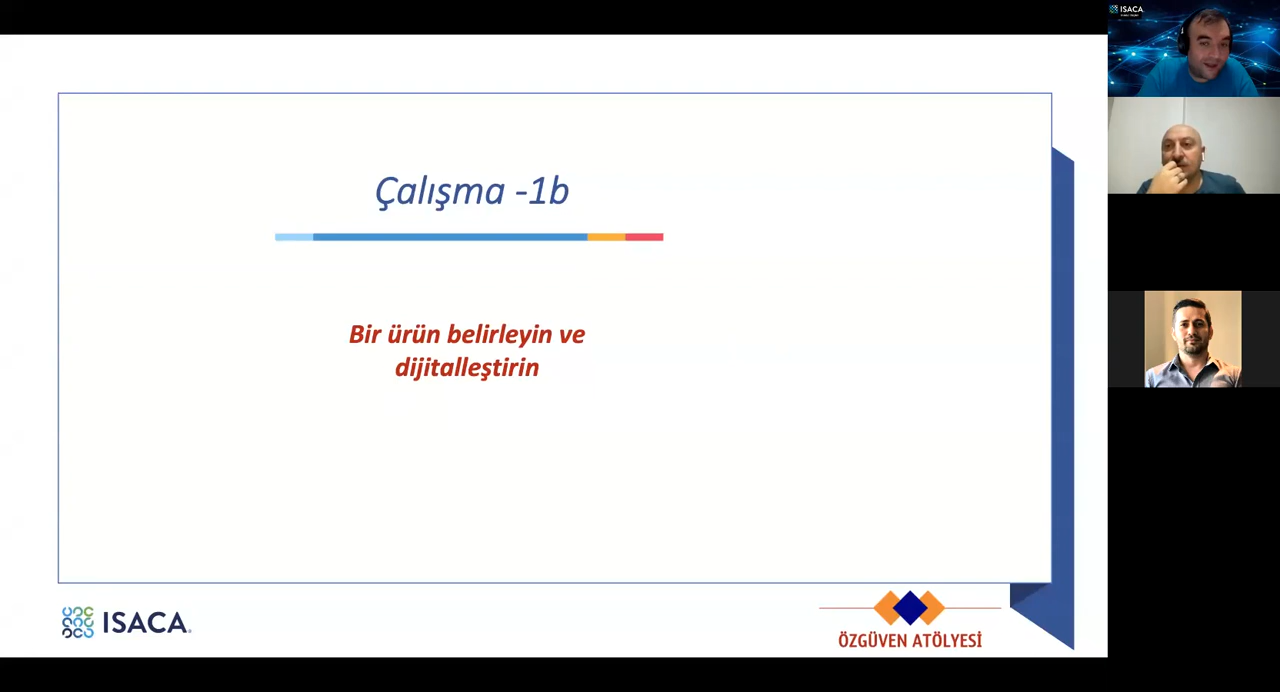 Çalışma -1b
Bir ürün belirleyin ve
dijitalleştirin
ISACA
ÖZGÜVEN ATÖLYESİ
ISACA